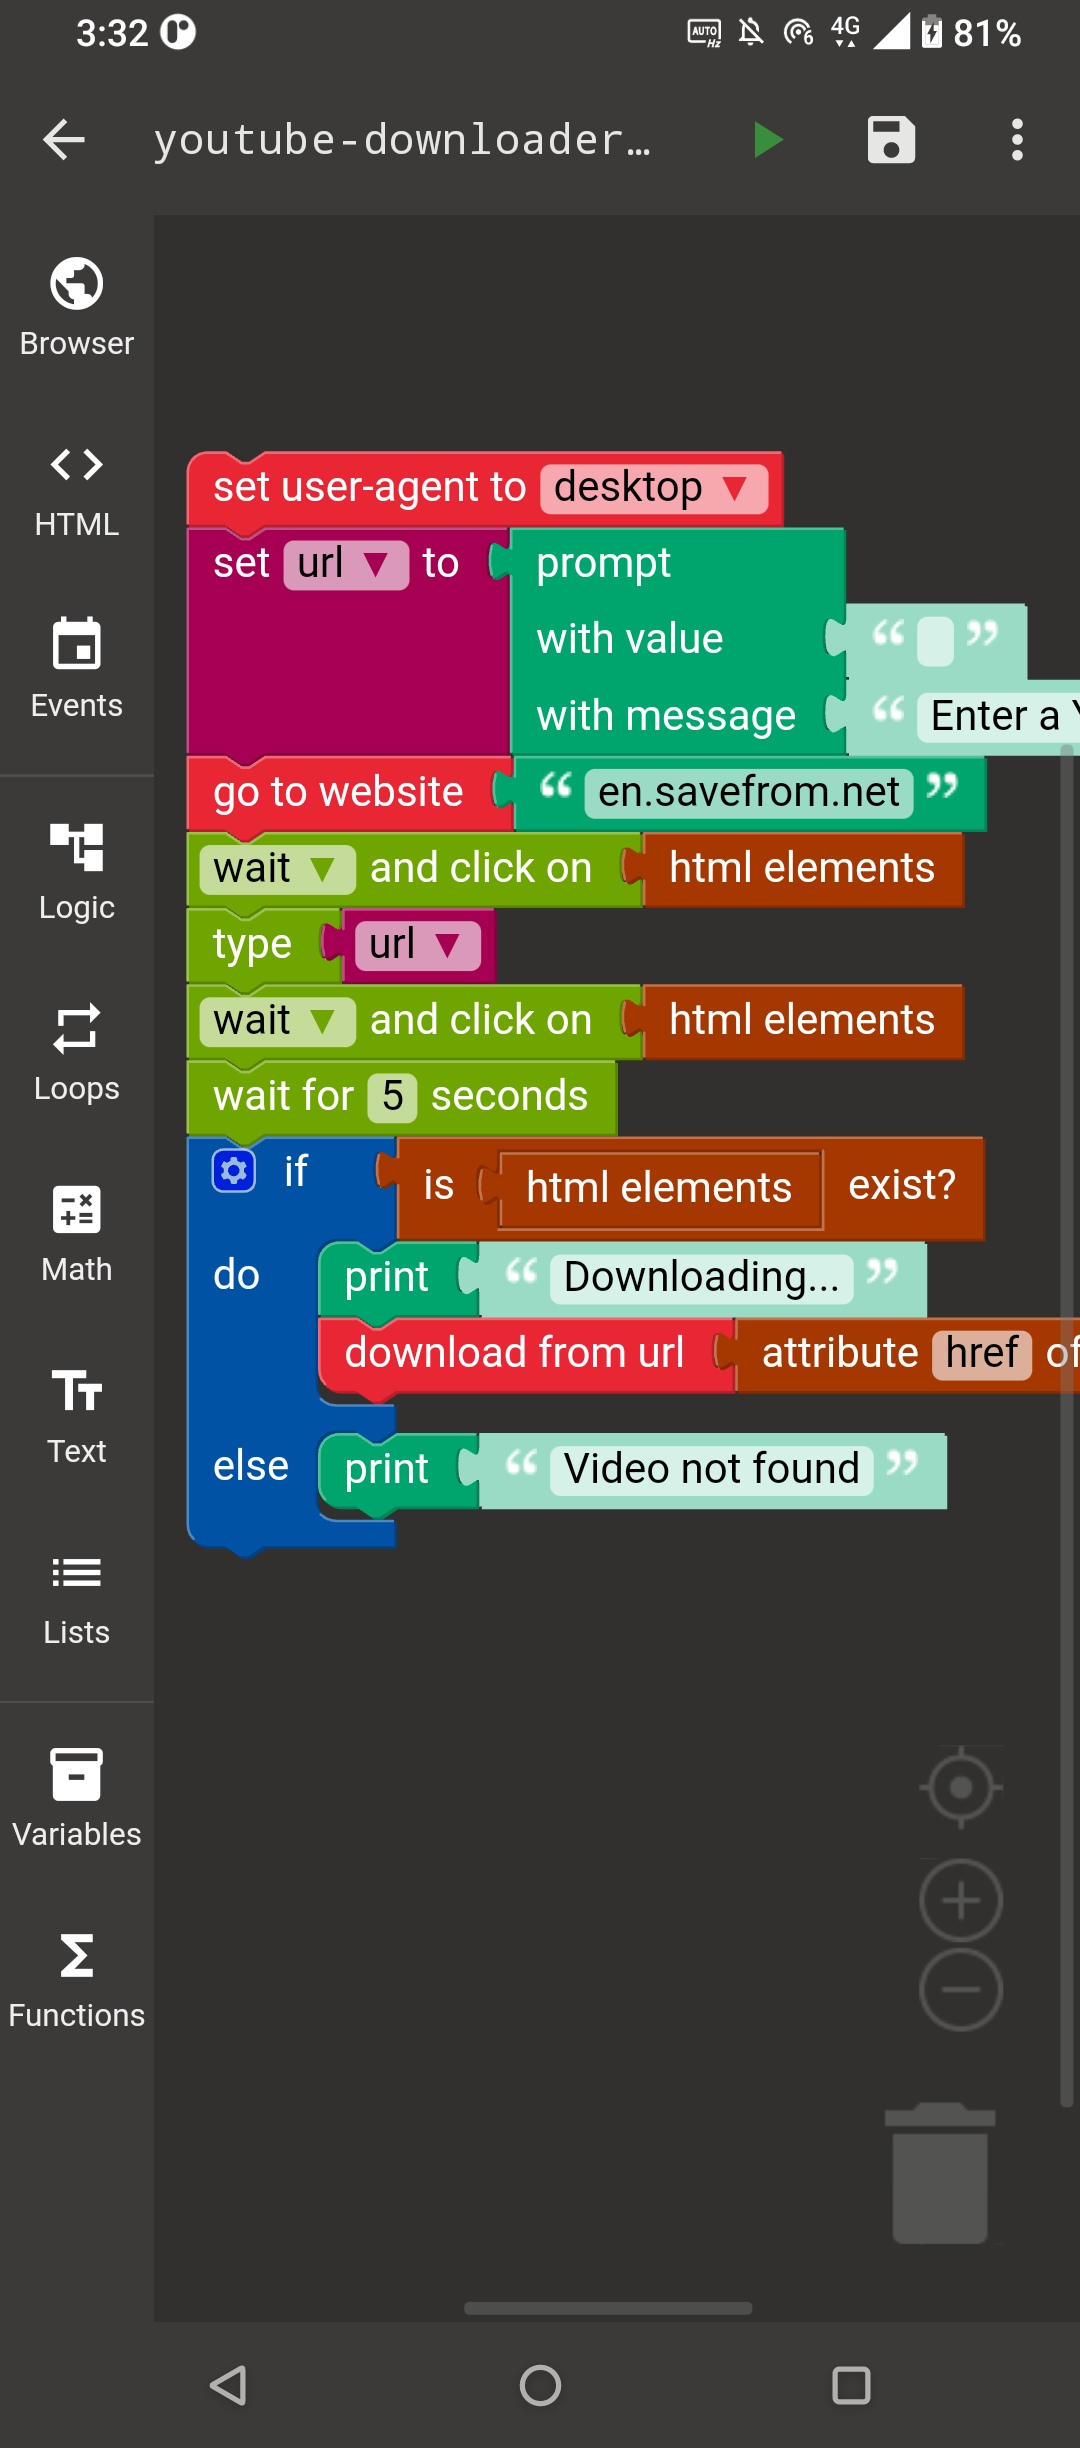 3:32
AUTO Hz 6 4G 81%
youtube-downloader…
Browser
HTML
Events
Logic
Loops
Math
Text
Lists
Variables
Functions
set user-agent to desktop ▼
set url ▼ to prompt
with value “ ”
with message “ Enter a
go to website “ en.savefrom.net ”
wait ▼ and click on html elements
type url ▼
wait ▼ and click on html elements
wait for 5 seconds
if is html elements exist?
do print “ Downloading... ”
download from url attribute href of
else print “ Video not found ”